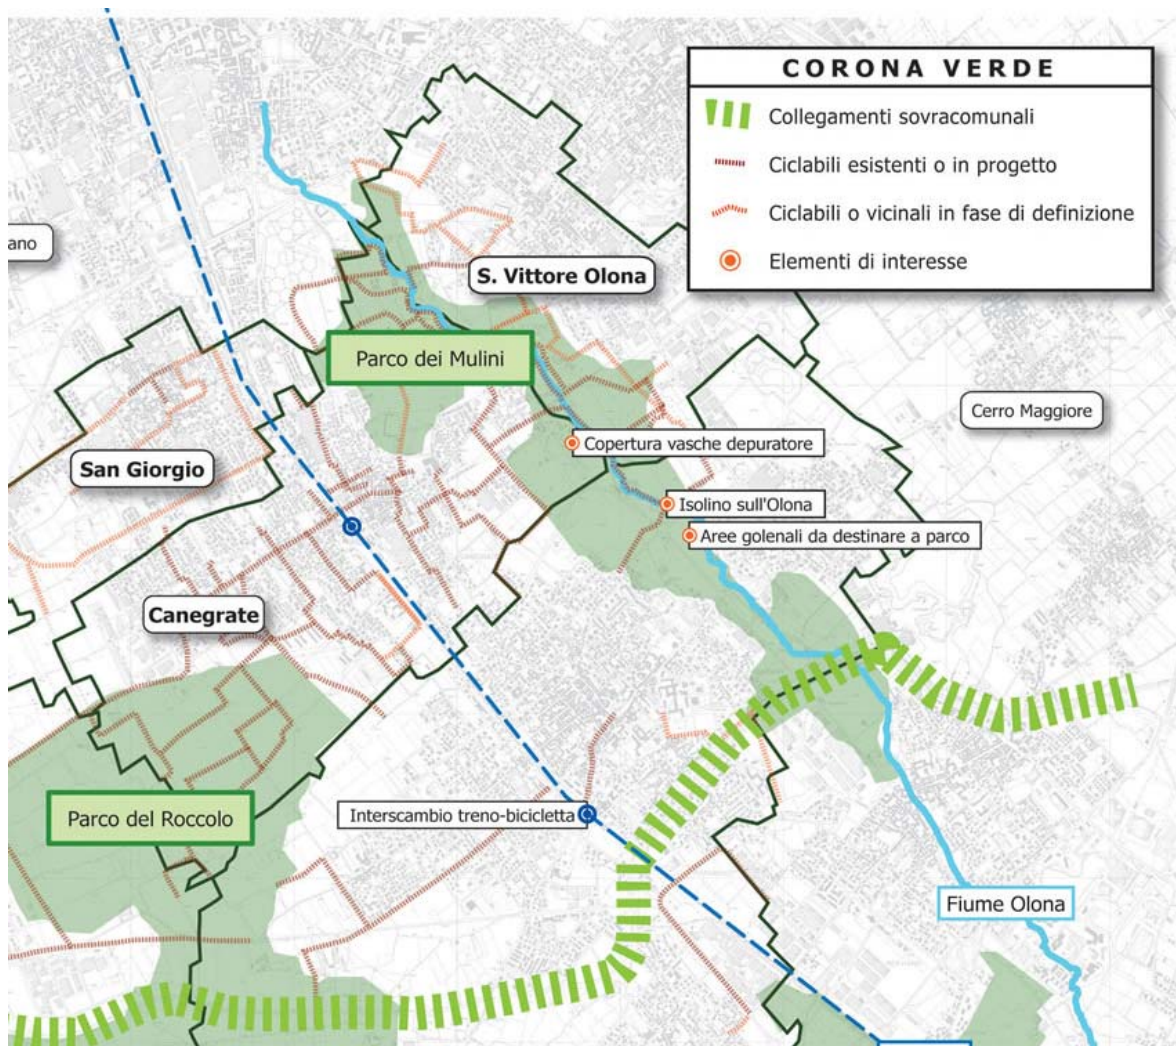 CORONA VERDE
Collegamenti sovracomunali
Ciclabili esistenti o in progetto
Ciclabili o vicinali in fase di definizione
Elementi di interesse
ano
S. Vittore Olona
Parco dei Mulini
Cerro Maggiore
San Giorgio
Copertura vasche depuratore
Isolino sull'Olona
Aree golenali da destinare a parco
Canegrate
Parco del Roccolo
Interscambio treno-bicicletta
Fiume Olona